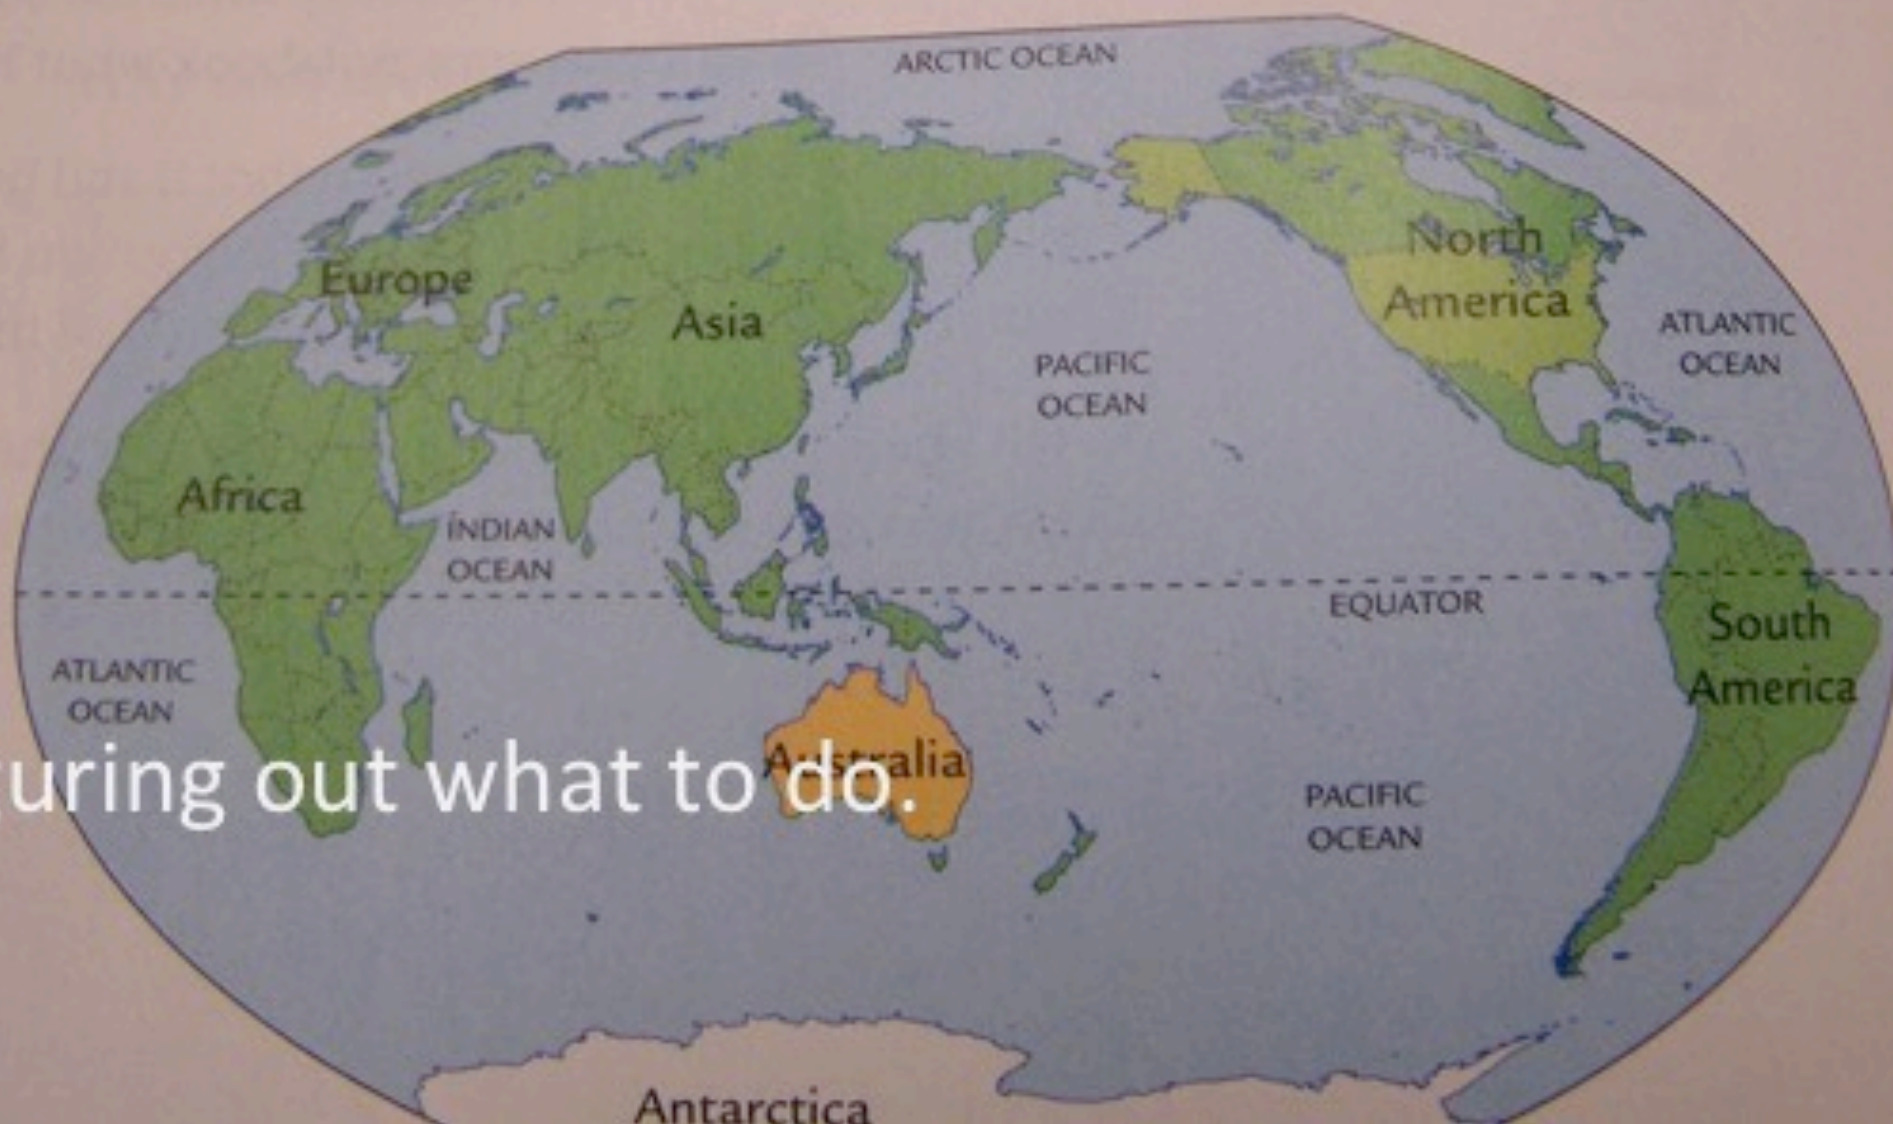 ARCTIC OCEAN
North
America
Europe
Asia
ATLANTIC
OCEAN
PACIFIC
OCEAN
Africa
INDIAN
OCEAN
EQUATOR
South
America
ATLANTIC
OCEAN
Australia
uring out what to do.
PACIFIC
OCEAN
Antarctica